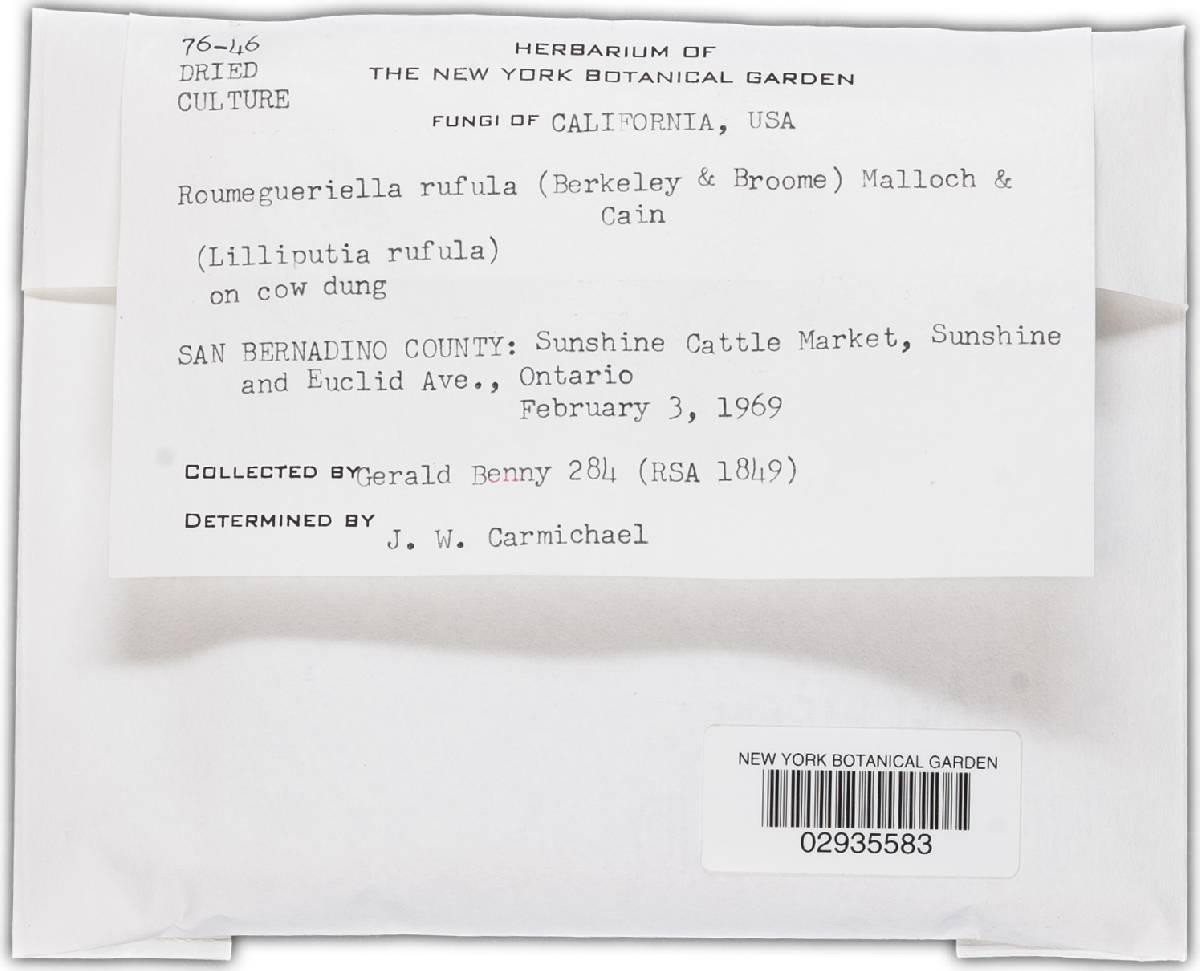 76-46
DRIED
CULTURE
HERBARIUM OF
THE NEW YORK BOTANICAL GARDEN
FUNGI OF CALIFORNIA, USA
Roumegueriella rufula (Berkeley & Broome) Malloch &
Cain
(Lilliputia rufula)
on cow dung
SAN BERNADINO COUNTY: Sunshine Cattle Market, Sunshine
and Euclid Ave., Ontario
February 3, 1969
COLLECTED BY Gerald Benny 284 (RSA 1849)
DETERMINED BY J. W. Carmichael
NEW YORK BOTANICAL GARDEN
02935583